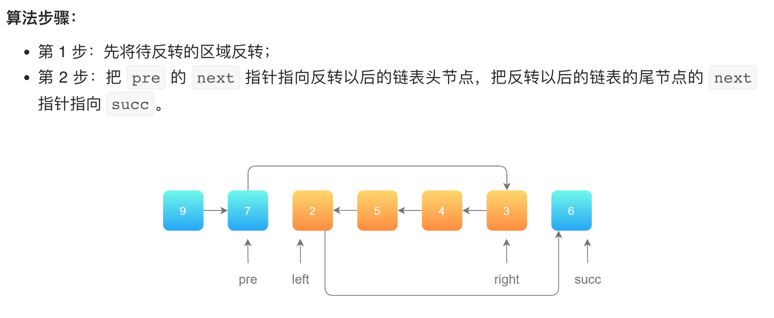 算法步骤：
第 1 步：先将待反转的区域反转；
第 2 步：把 pre 的 next 指针指向反转以后的链表头节点，把反转以后的链表的尾节点的 next
指针指向 succ。
9 7 2 5 4 3 6
pre left right succ